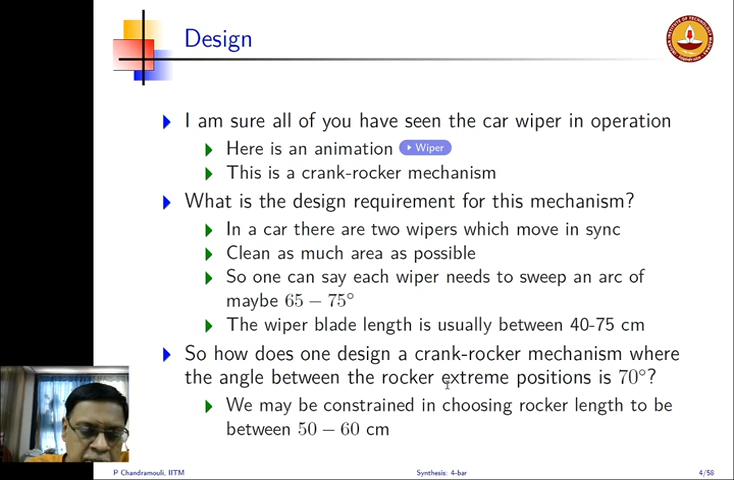 Design
I am sure all of you have seen the car wiper in operation
Here is an animation Wiper
This is a crank-rocker mechanism
What is the design requirement for this mechanism?
In a car there are two wipers which move in sync
Clean as much area as possible
So one can say each wiper needs to sweep an arc of
maybe 65 − 75°
The wiper blade length is usually between 40-75 cm
So how does one design a crank-rocker mechanism where
the angle between the rocker extreme positions is 70°?
We may be constrained in choosing rocker length to be
between 50 − 60 cm
P Chandramouli, IITM Synthesis: 4-bar 4/58